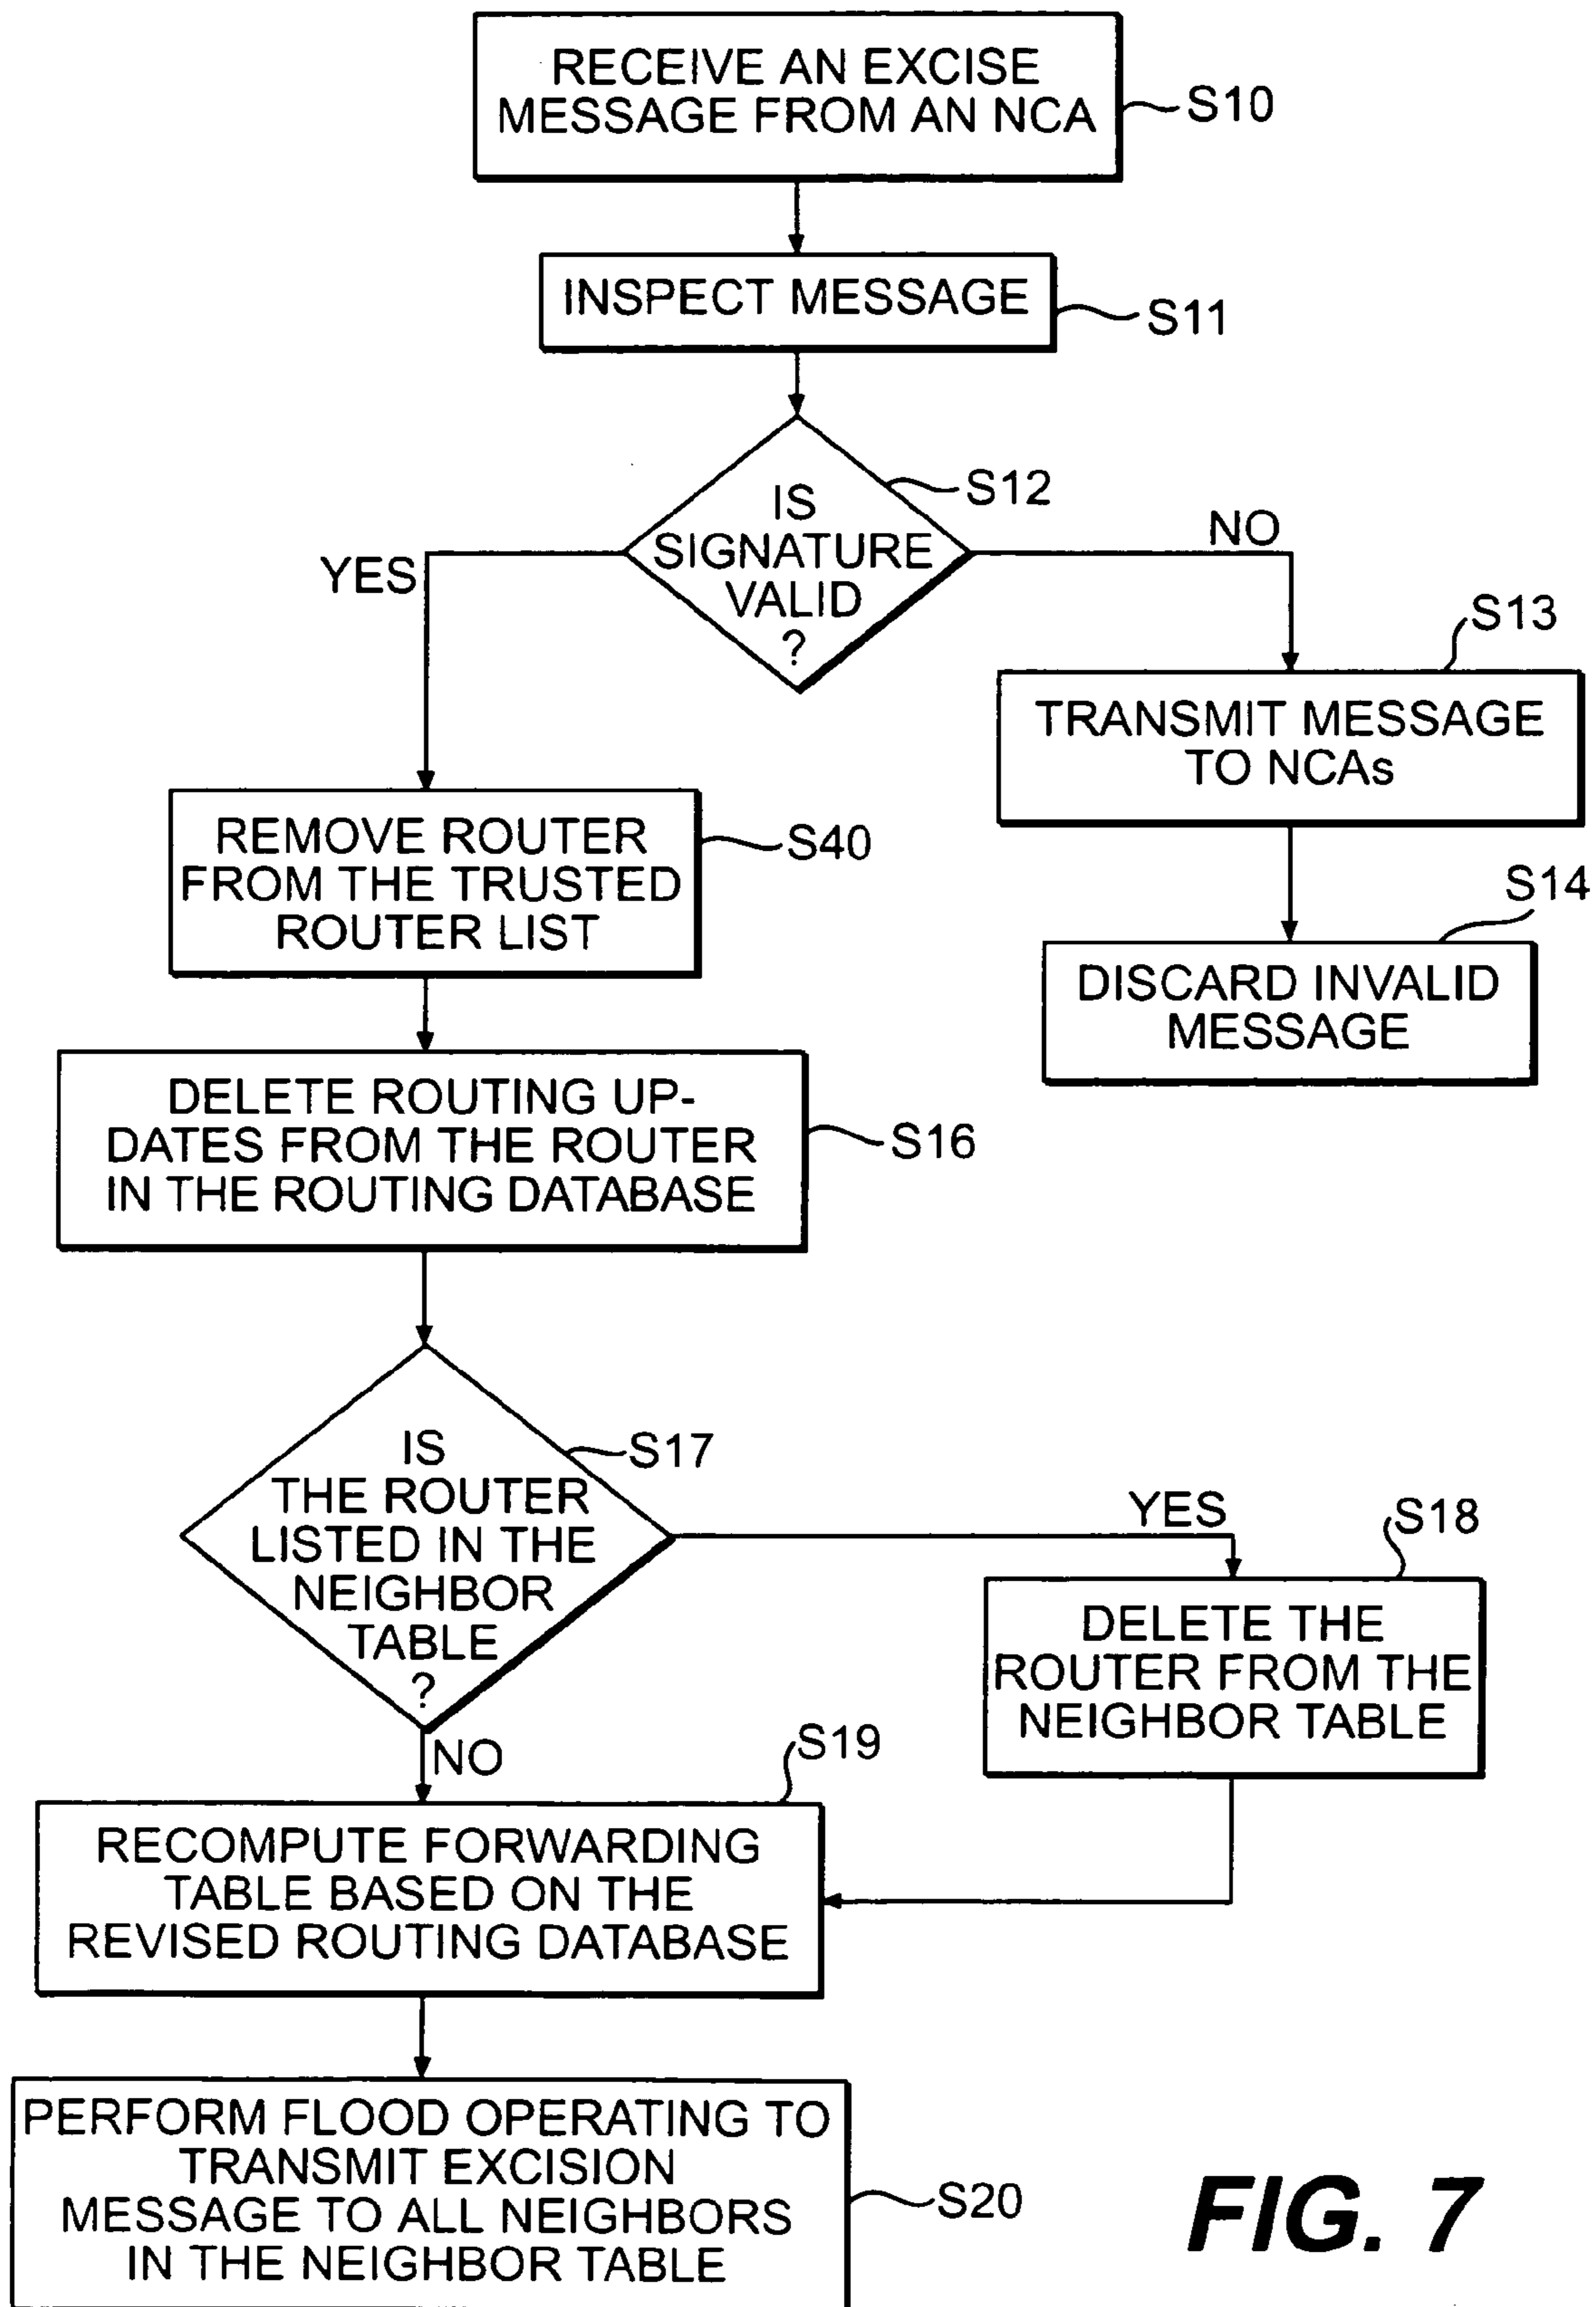 RECEIVE AN EXCISE
MESSAGE FROM AN NCA
S10
INSPECT MESSAGE
S11
IS
SIGNATURE
VALID
?
S12
YES
NO
S13
TRANSMIT MESSAGE
TO NCAs
REMOVE ROUTER
FROM THE TRUSTED
ROUTER LIST
S40
S14
DISCARD INVALID
MESSAGE
DELETE ROUTING UP-
DATES FROM THE ROUTER
IN THE ROUTING DATABASE
S16
IS
THE ROUTER
LISTED IN THE
NEIGHBOR
TABLE
?
S17
YES
S18
DELETE THE
ROUTER FROM THE
NEIGHBOR TABLE
NO
S19
RECOMPUTE FORWARDING
TABLE BASED ON THE
REVISED ROUTING DATABASE
PERFORM FLOOD OPERATING TO
TRANSMIT EXCISION
MESSAGE TO ALL NEIGHBORS
IN THE NEIGHBOR TABLE
S20
FIG. 7